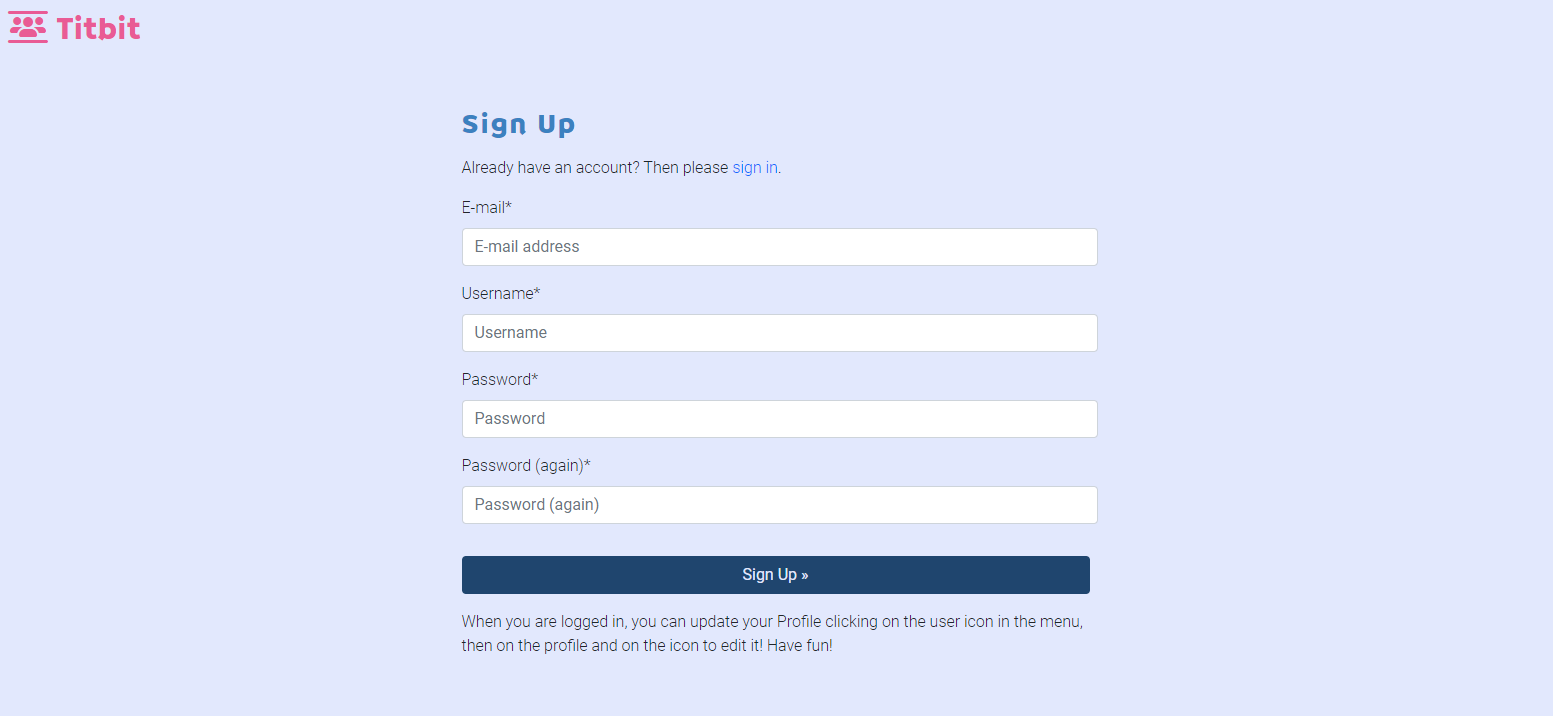 Titbit
Sign Up
Already have an account? Then please sign in.
E-mail*
E-mail address
Username*
Username
Password*
Password
Password (again)*
Password (again)
Sign Up »
When you are logged in, you can update your Profile clicking on the user icon in the menu,
then on the profile and on the icon to edit it! Have fun!